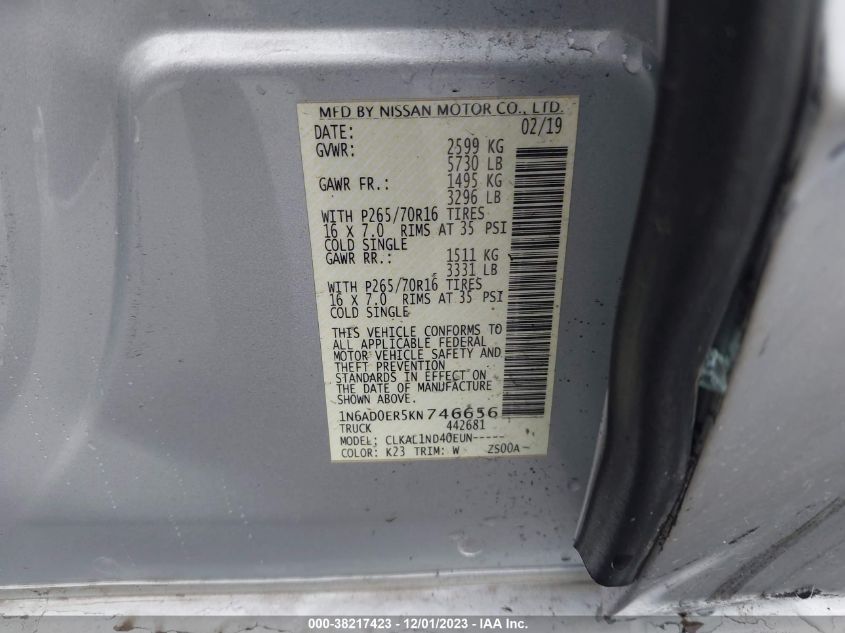 MFD BY NISSAN MOTOR CO., LTD.
DATE: 02/19
GVWR: 2599 KG
5730 LB
GAWR FR.: 1495 KG
3296 LB
WITH P265/70R16 TIRES
16 X 7.0 RIMS AT 35 PSI
COLD SINGLE
GAWR RR.: 1511 KG
3331 LB
WITH P265/70R16 TIRES
16 X 7.0 RIMS AT 35 PSI
COLD SINGLE
THIS VEHICLE CONFORMS TO
ALL APPLICABLE FEDERAL
MOTOR VEHICLE SAFETY AND
THEFT PREVENTION
STANDARDS IN EFFECT ON
THE DATE OF MANUFACTURE
SHOWN ABOVE.
1N6AD0ER5KN746656
TRUCK 442681
MODEL: CLKAC1ND40EUN-----
COLOR: K23 TRIM: W ZS00A-
000-38217423 - 12/01/2023 - IAA Inc.